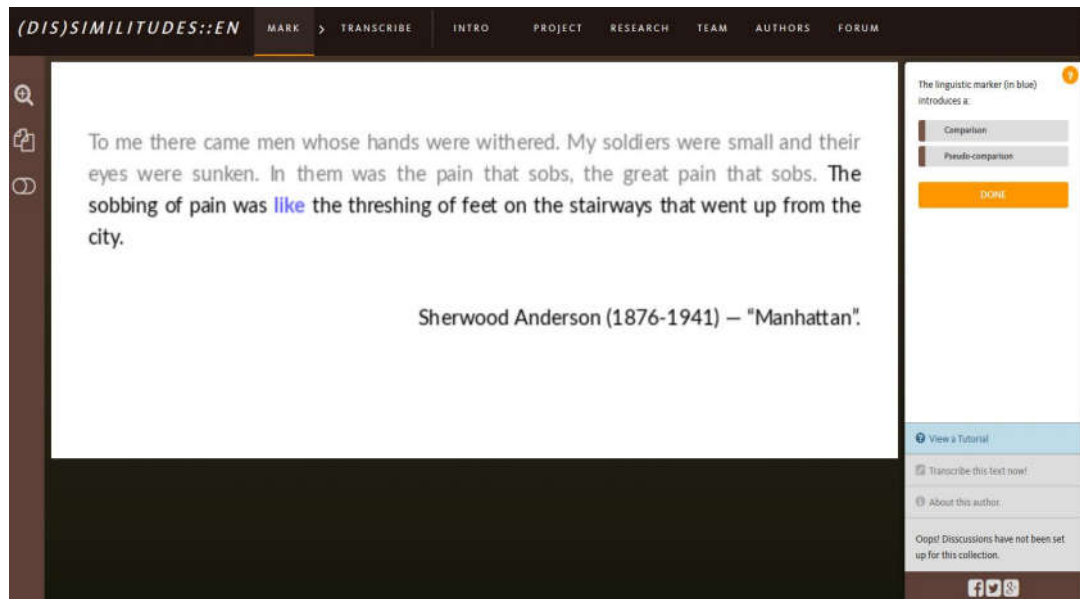 (DIS)SIMILITUDES::EN MARK > TRANSCRIBE INTRO PROJECT RESEARCH TEAM AUTHORS FORUM
To me there came men whose hands were withered. My soldiers were small and their
eyes were sunken. In them was the pain that sobs, the great pain that sobs. The
sobbing of pain was like the threshing of feet on the stairways that went up from the
city.
Sherwood Anderson (1876-1941) – “Manhattan”.
?
The linguistic marker (in blue)
introduces a:
Comparison
Pseudo-comparison
DONE
View a Tutorial
Transcribe this text now!
About this author.
Oops! Disscussions have not been set
up for this collection.